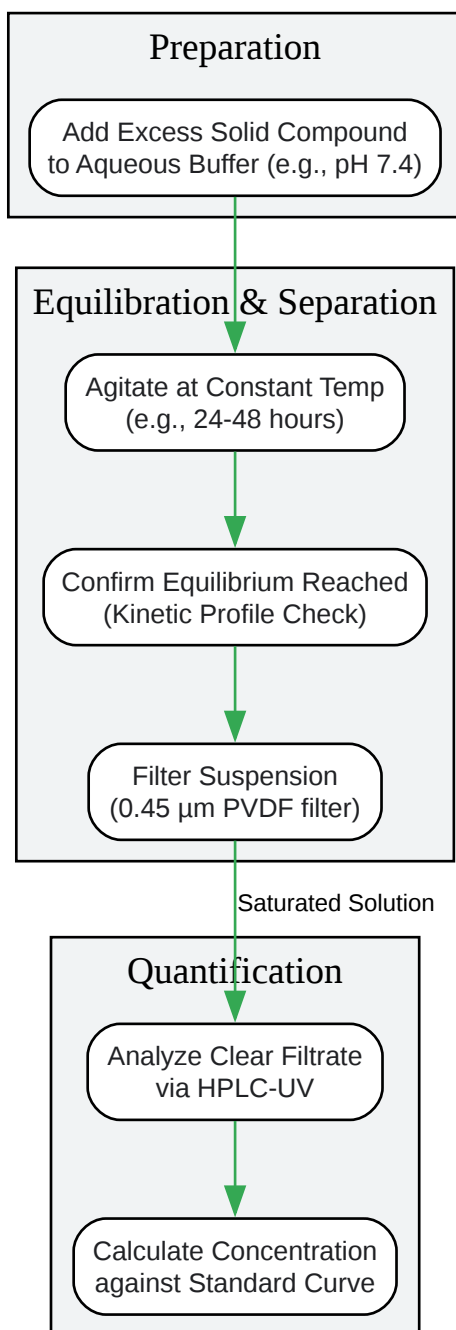 Preparation
Add Excess Solid Compound
to Aqueous Buffer (e.g., pH 7.4)
Equilibration & Separation
Agitate at Constant Temp
(e.g., 24-48 hours)
Confirm Equilibrium Reached
(Kinetic Profile Check)
Filter Suspension
(0.45 µm PVDF filter)
Saturated Solution
Quantification
Analyze Clear Filtrate
via HPLC-UV
Calculate Concentration
against Standard Curve